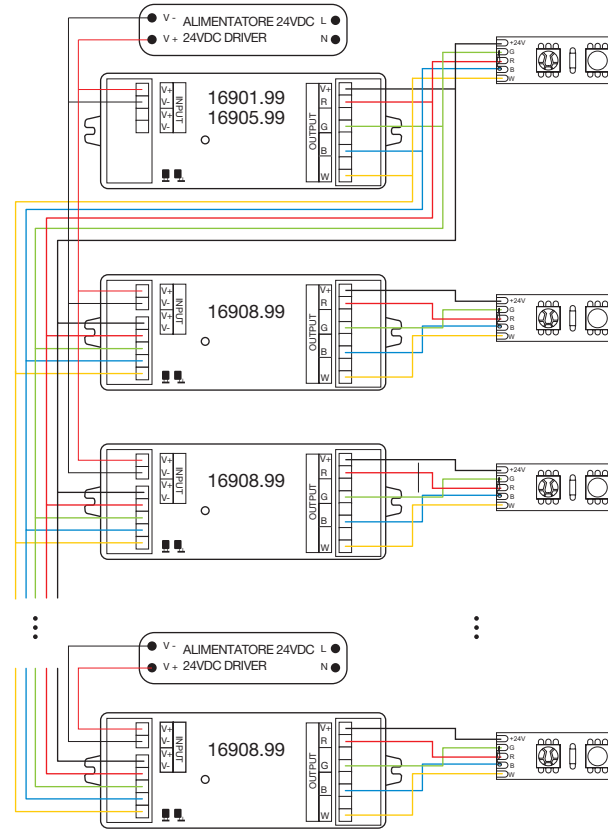 V - ALIMENTATORE 24VDC L
V + 24VDC DRIVER N
+24V
G
R
B
W
V+
V-
V+
V-
INPUT
16901.99
16905.99
OUTPUT
V+
R
G
B
W
V+
V-
V+
V-
INPUT
16908.99
OUTPUT
V+
R
G
B
W
+24V
G
R
B
W
V+
V-
V+
V-
INPUT
16908.99
OUTPUT
V+
R
G
B
W
+24V
G
R
B
W
V - ALIMENTATORE 24VDC L
V + 24VDC DRIVER N
V+
V-
V+
V-
INPUT
16908.99
OUTPUT
V+
R
G
B
W
+24V
G
R
B
W